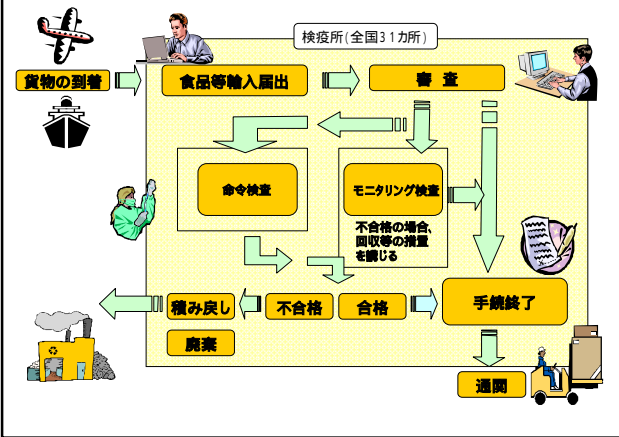 検疫所(全国31カ所)
貨物の到着
食品等輸入届出
審 査
命令検査
モニタリング検査
不合格の場合、
回収等の措置
を講じる
積み戻し
不合格
合格
手続終了
廃棄
通関